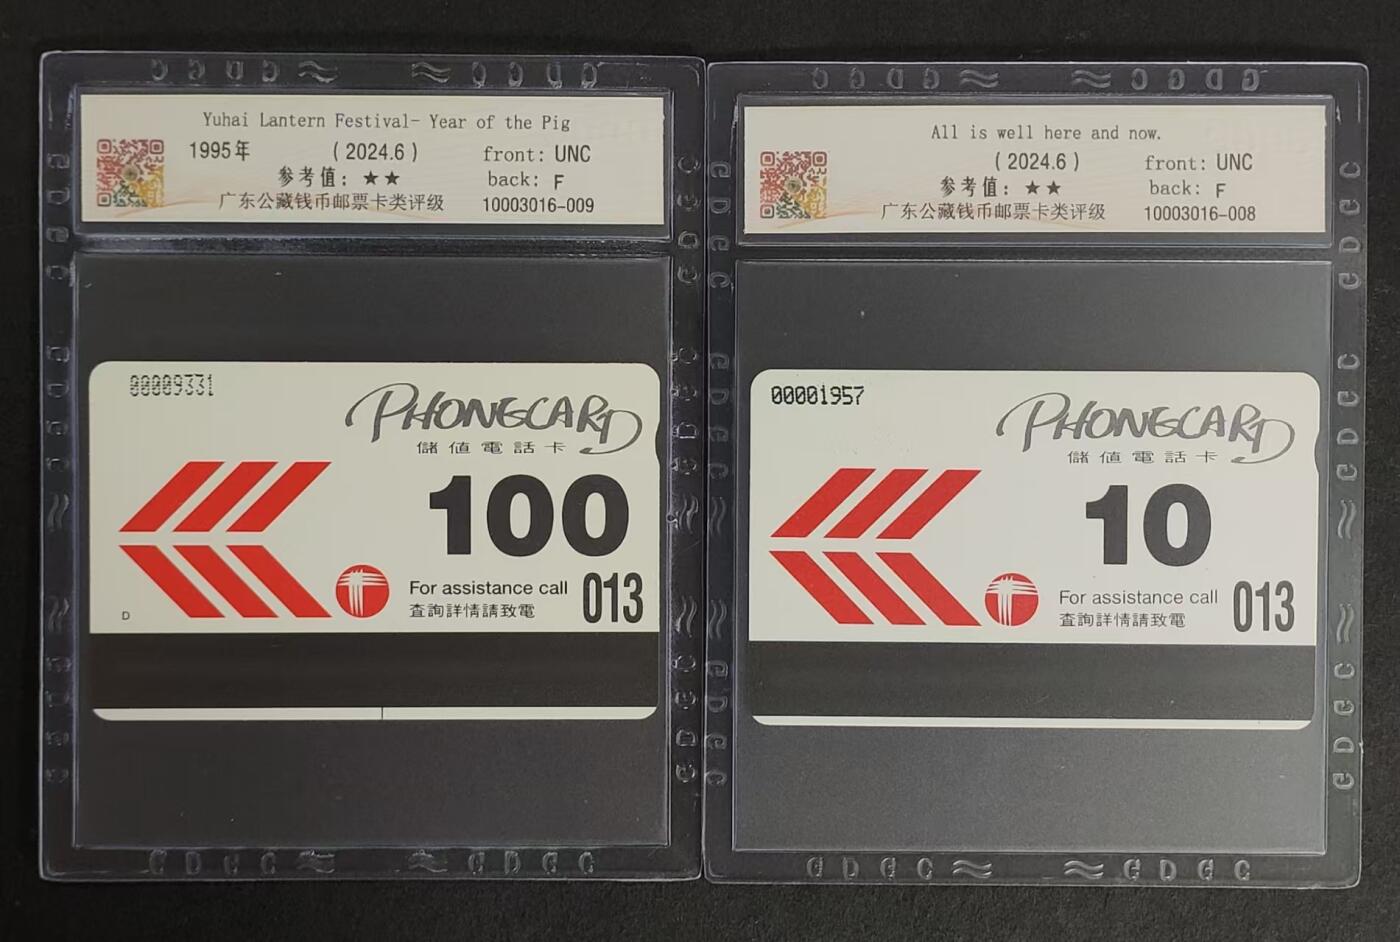 Yuhai Lantern Festival- Year of the Pig
1995年 (2024.6) front: UNC
参考值: ★★ back: F
广东公藏钱币邮票卡类评级 10003016-009
00009331
PHONECARD
儲值電話卡
100
For assistance call 013
查詢詳情請致電
D
All is well here and now.
(2024.6) front: UNC
参考值: ★★ back: F
广东公藏钱币邮票卡类评级 10003016-008
00001957
PHONECARD
儲值電話卡
10
For assistance call 013
查詢詳情請致電